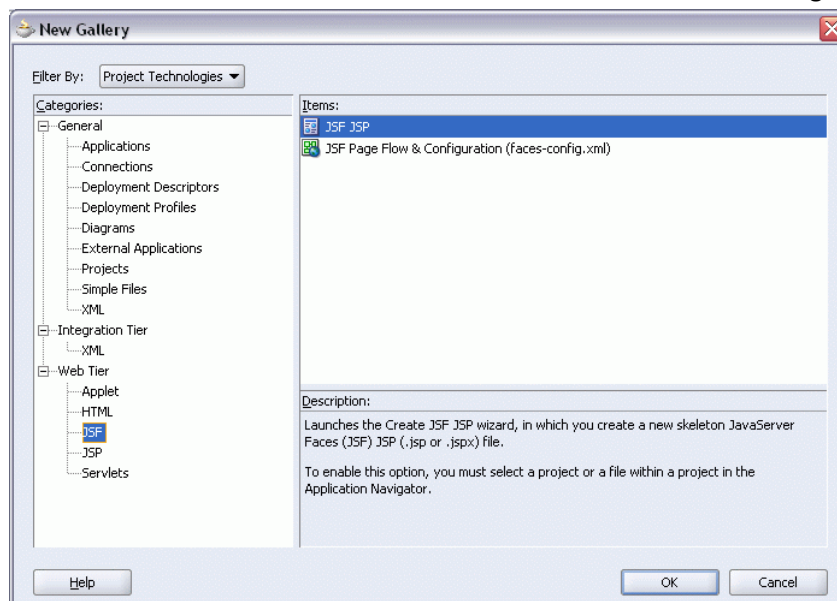 New Gallery
Filter By: Project Technologies
Categories:
General
Applications
Connections
Deployment Descriptors
Deployment Profiles
Diagrams
External Applications
Projects
Simple Files
XML
Integration Tier
XML
Web Tier
Applet
HTML
JSF
JSP
Servlets
Items:
JSF JSP
JSF Page Flow & Configuration (faces-config.xml)
Description:
Launches the Create JSF JSP wizard, in which you create a new skeleton JavaServer
Faces (JSF) JSP (.jsp or .jspx) file.
To enable this option, you must select a project or a file within a project in the
Application Navigator.
Help
OK
Cancel